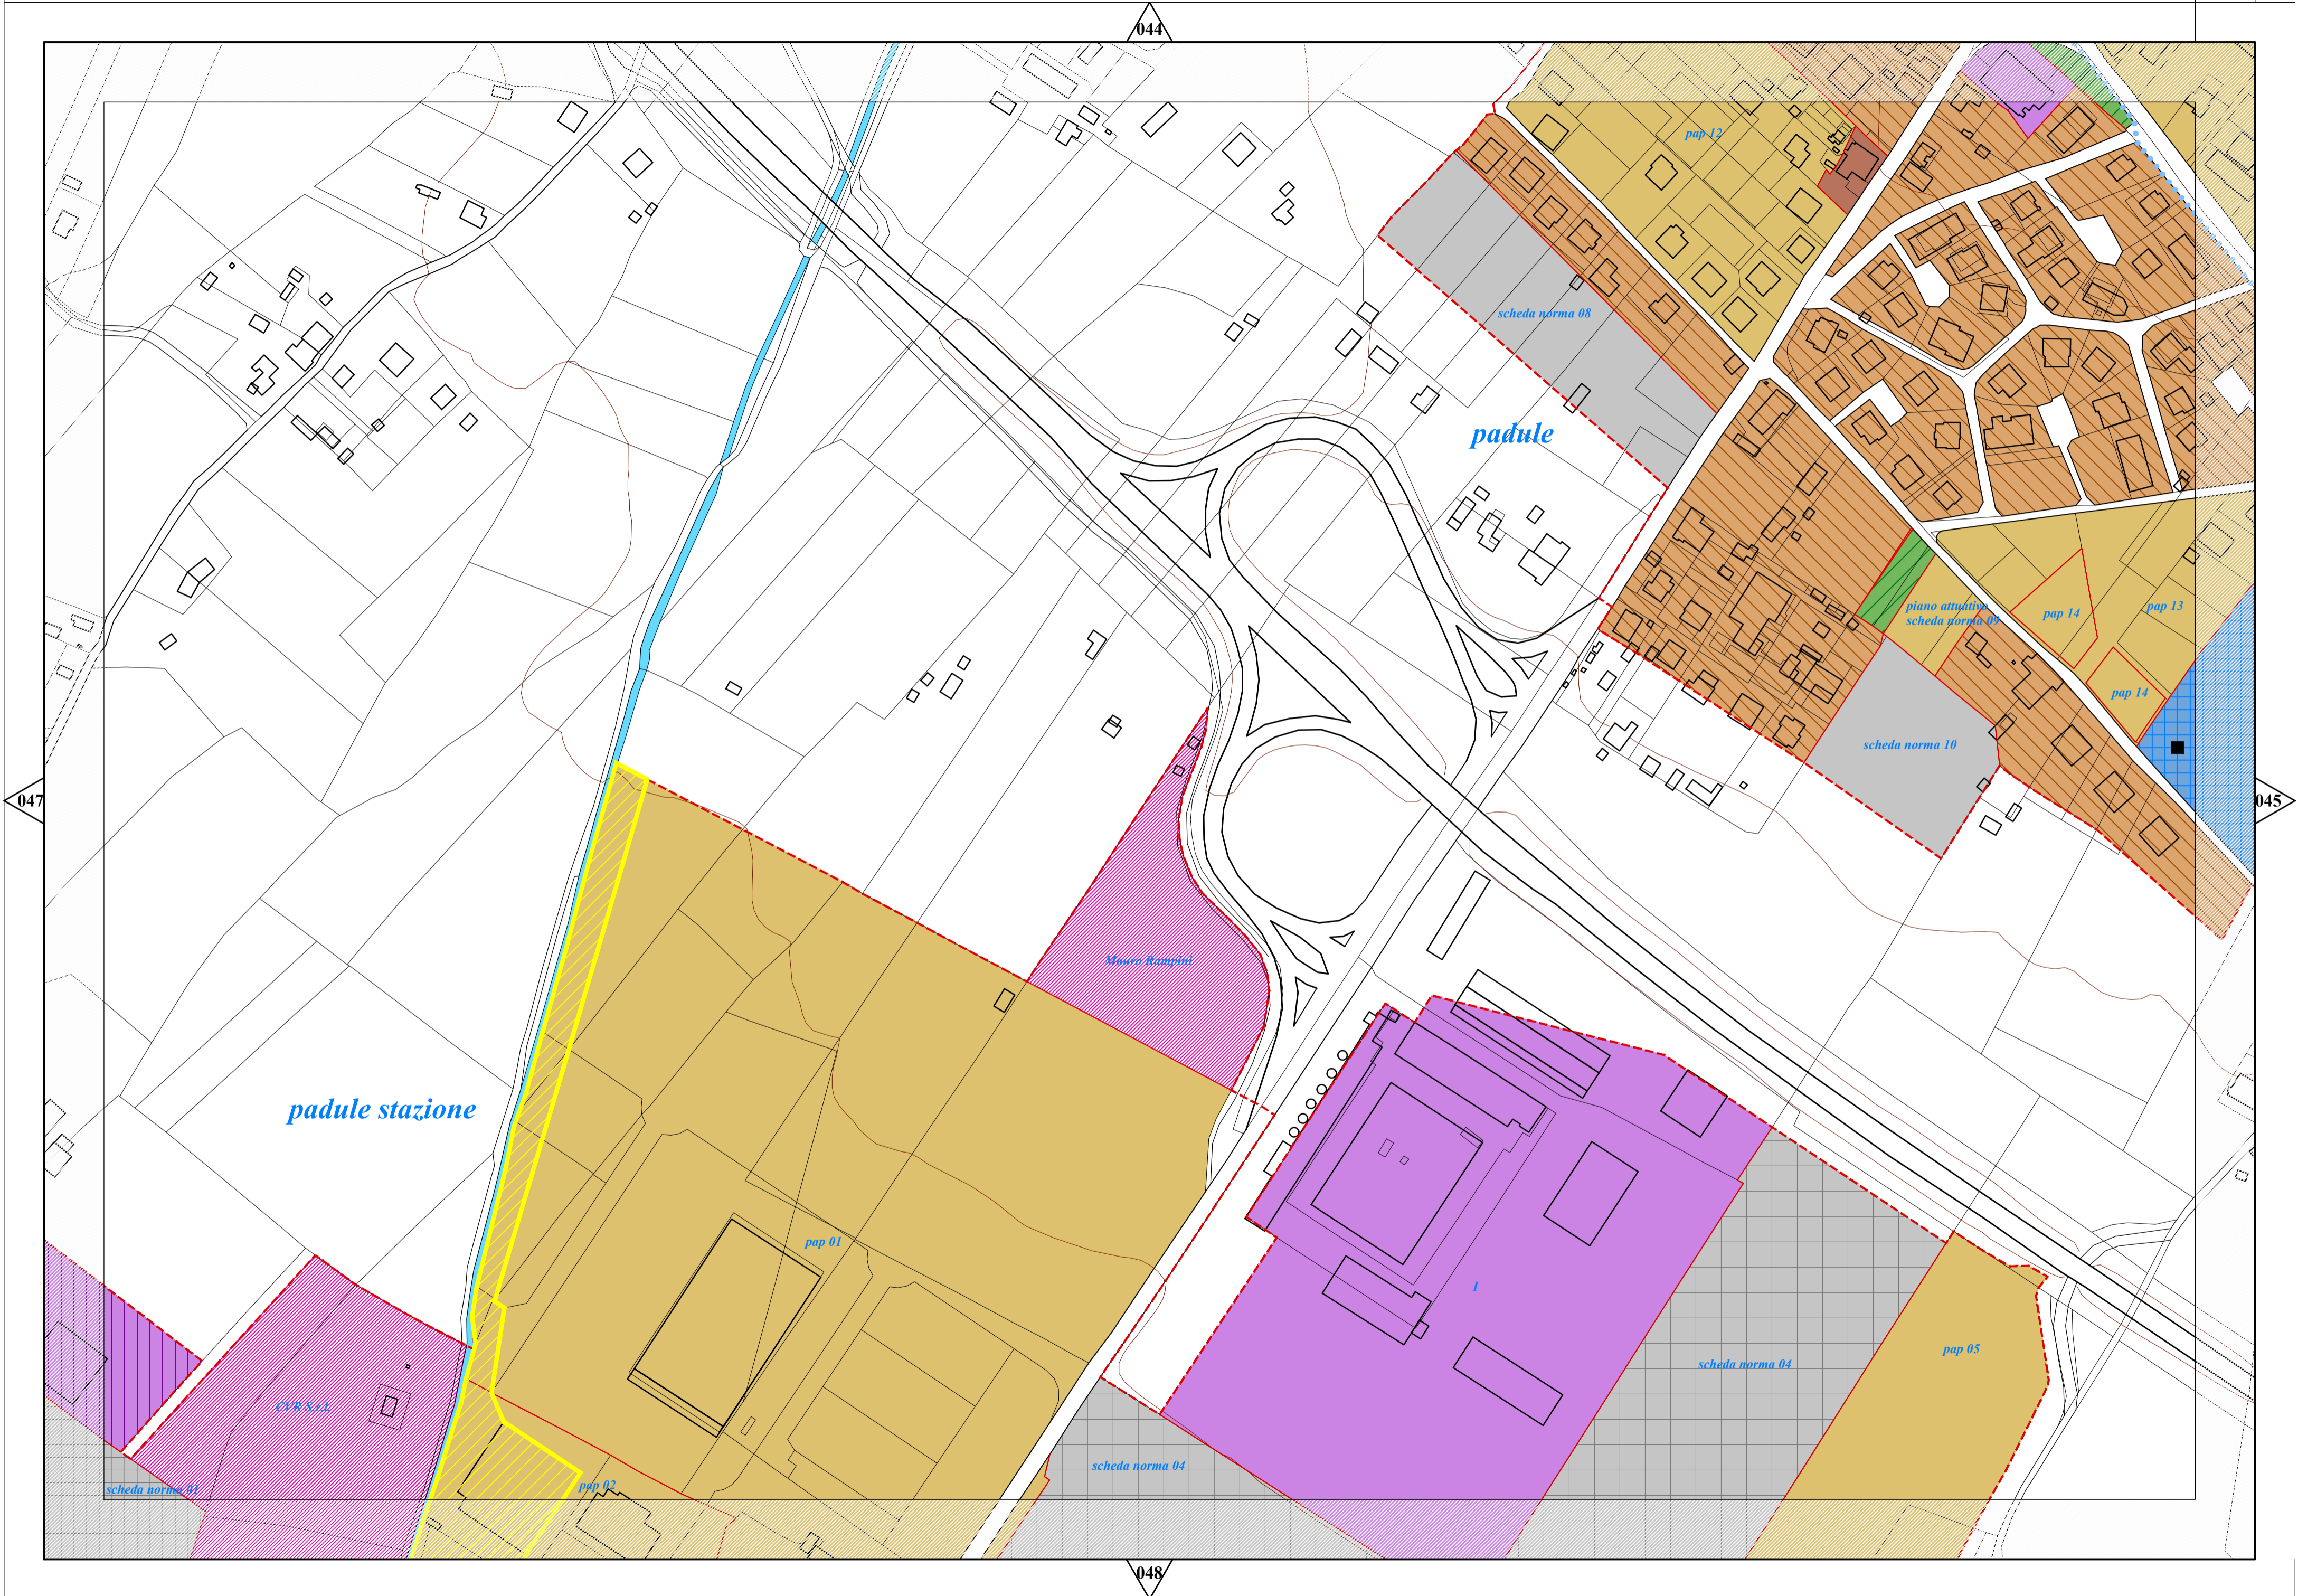 044
pap 12
scheda norma 08
padule
piano attuativo
scheda norma 09
pap 14
pap 13
pap 14
scheda norma 10
047
045
Mauro Rampini
padule stazione
pap 01
1
pap 05
scheda norma 04
CVR S.r.l.
scheda norma 04
pap 02
scheda norma 01
048